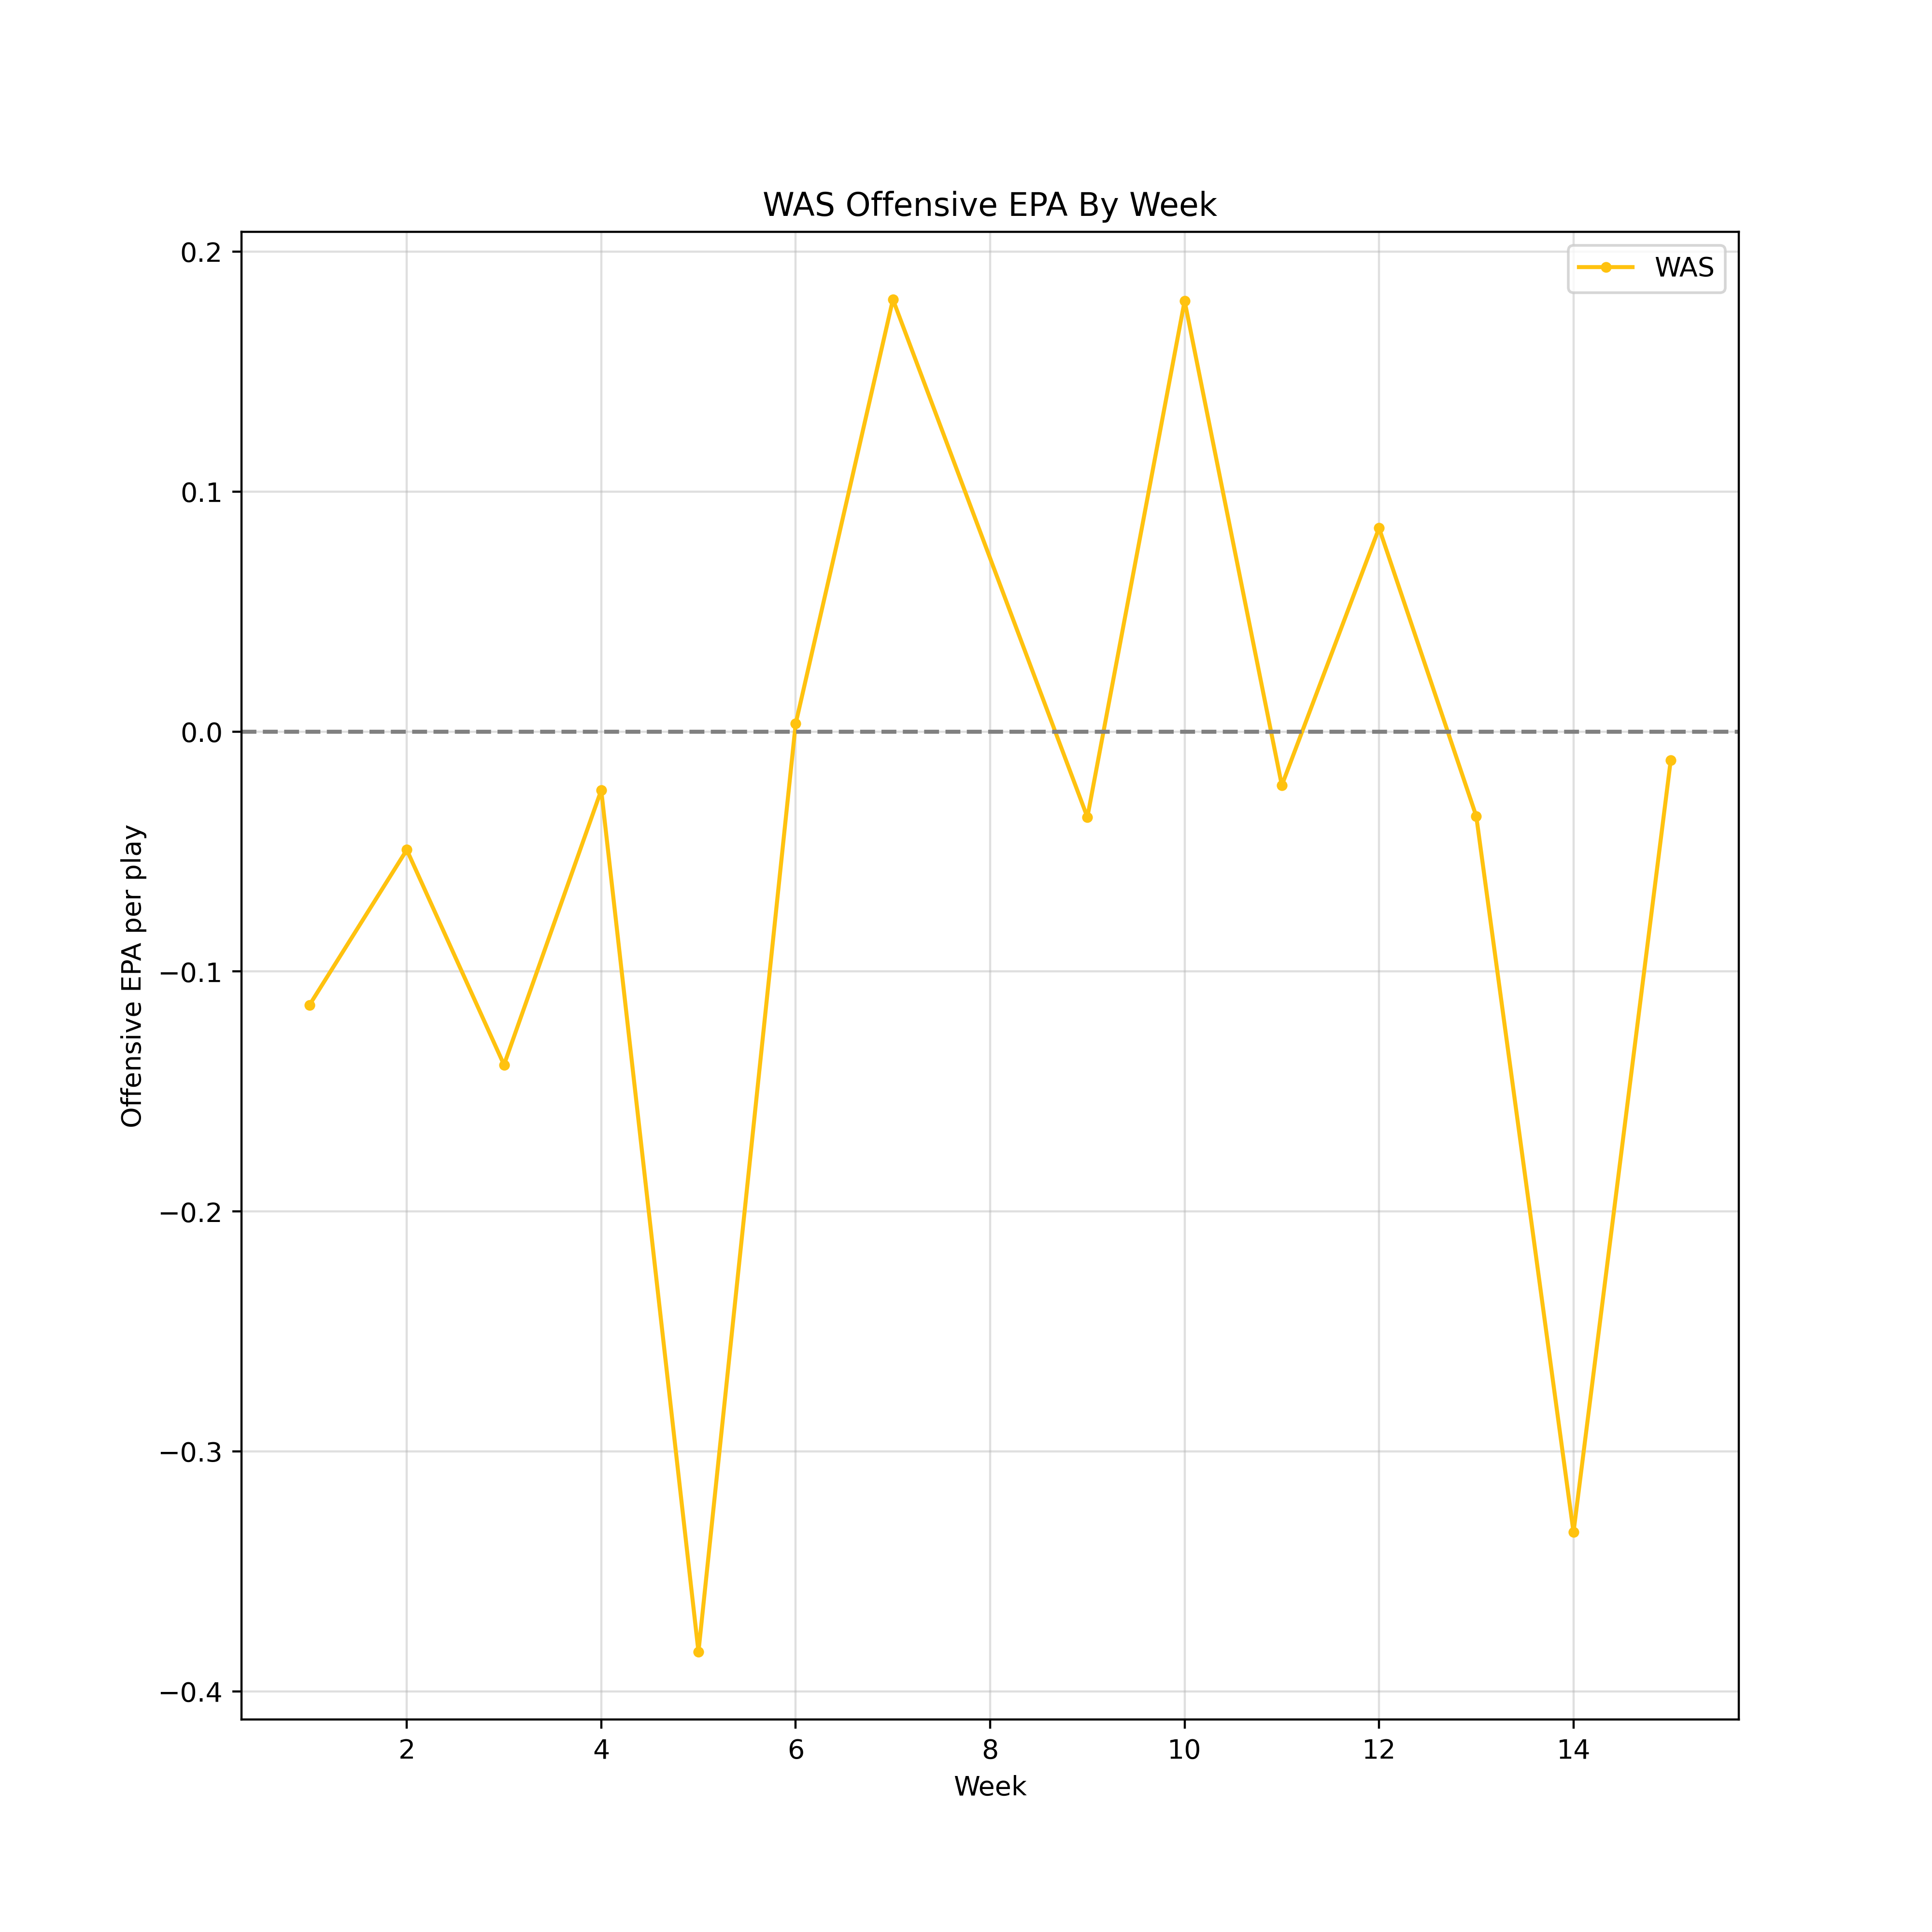 WAS Offensive EPA By Week
WAS
0.2
0.1
0.0
−0.1
−0.2
−0.3
−0.4
Offensive EPA per play
2 4 6 8 10 12 14
Week